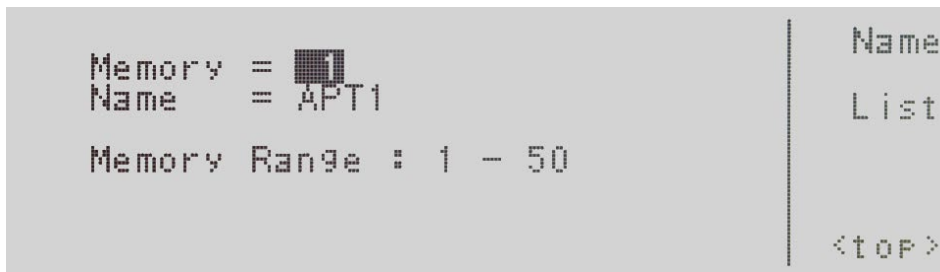 Memory = 1
Name = APT1
Memory Range : 1 - 50
Name
List
<top>